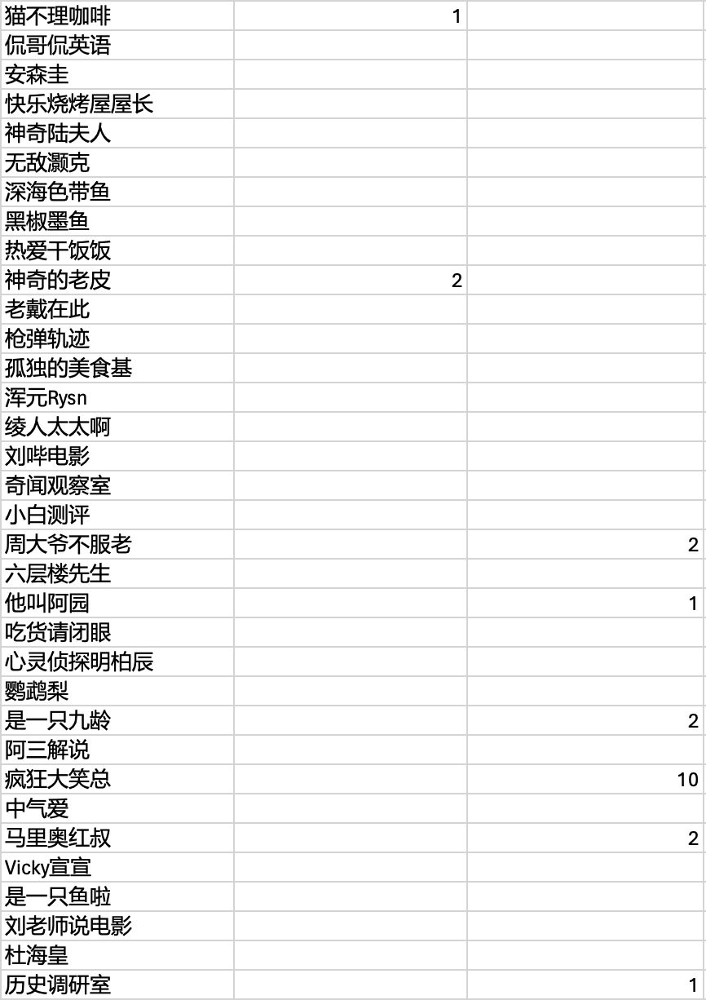 猫不理咖啡 1
侃哥侃英语
安森圭
快乐烧烤屋屋长
神奇陆夫人
无敌灏克
深海色带鱼
黑椒墨鱼
热爱干饭饭
神奇的老皮 2
老戴在此
枪弹轨迹
孤独的美食基
浑元Rysn
绫人太太啊
刘哔电影
奇闻观察室
小白测评
周大爷不服老 2
六层楼先生
他叫阿园 1
吃货请闭眼
心灵侦探明柏辰
鹦鹉梨
是一只九龄 2
阿三解说
疯狂大笑总 10
中气爱
马里奥红叔 2
Vicky宣宣
是一只鱼啦
刘老师说电影
杜海皇
历史调研室 1